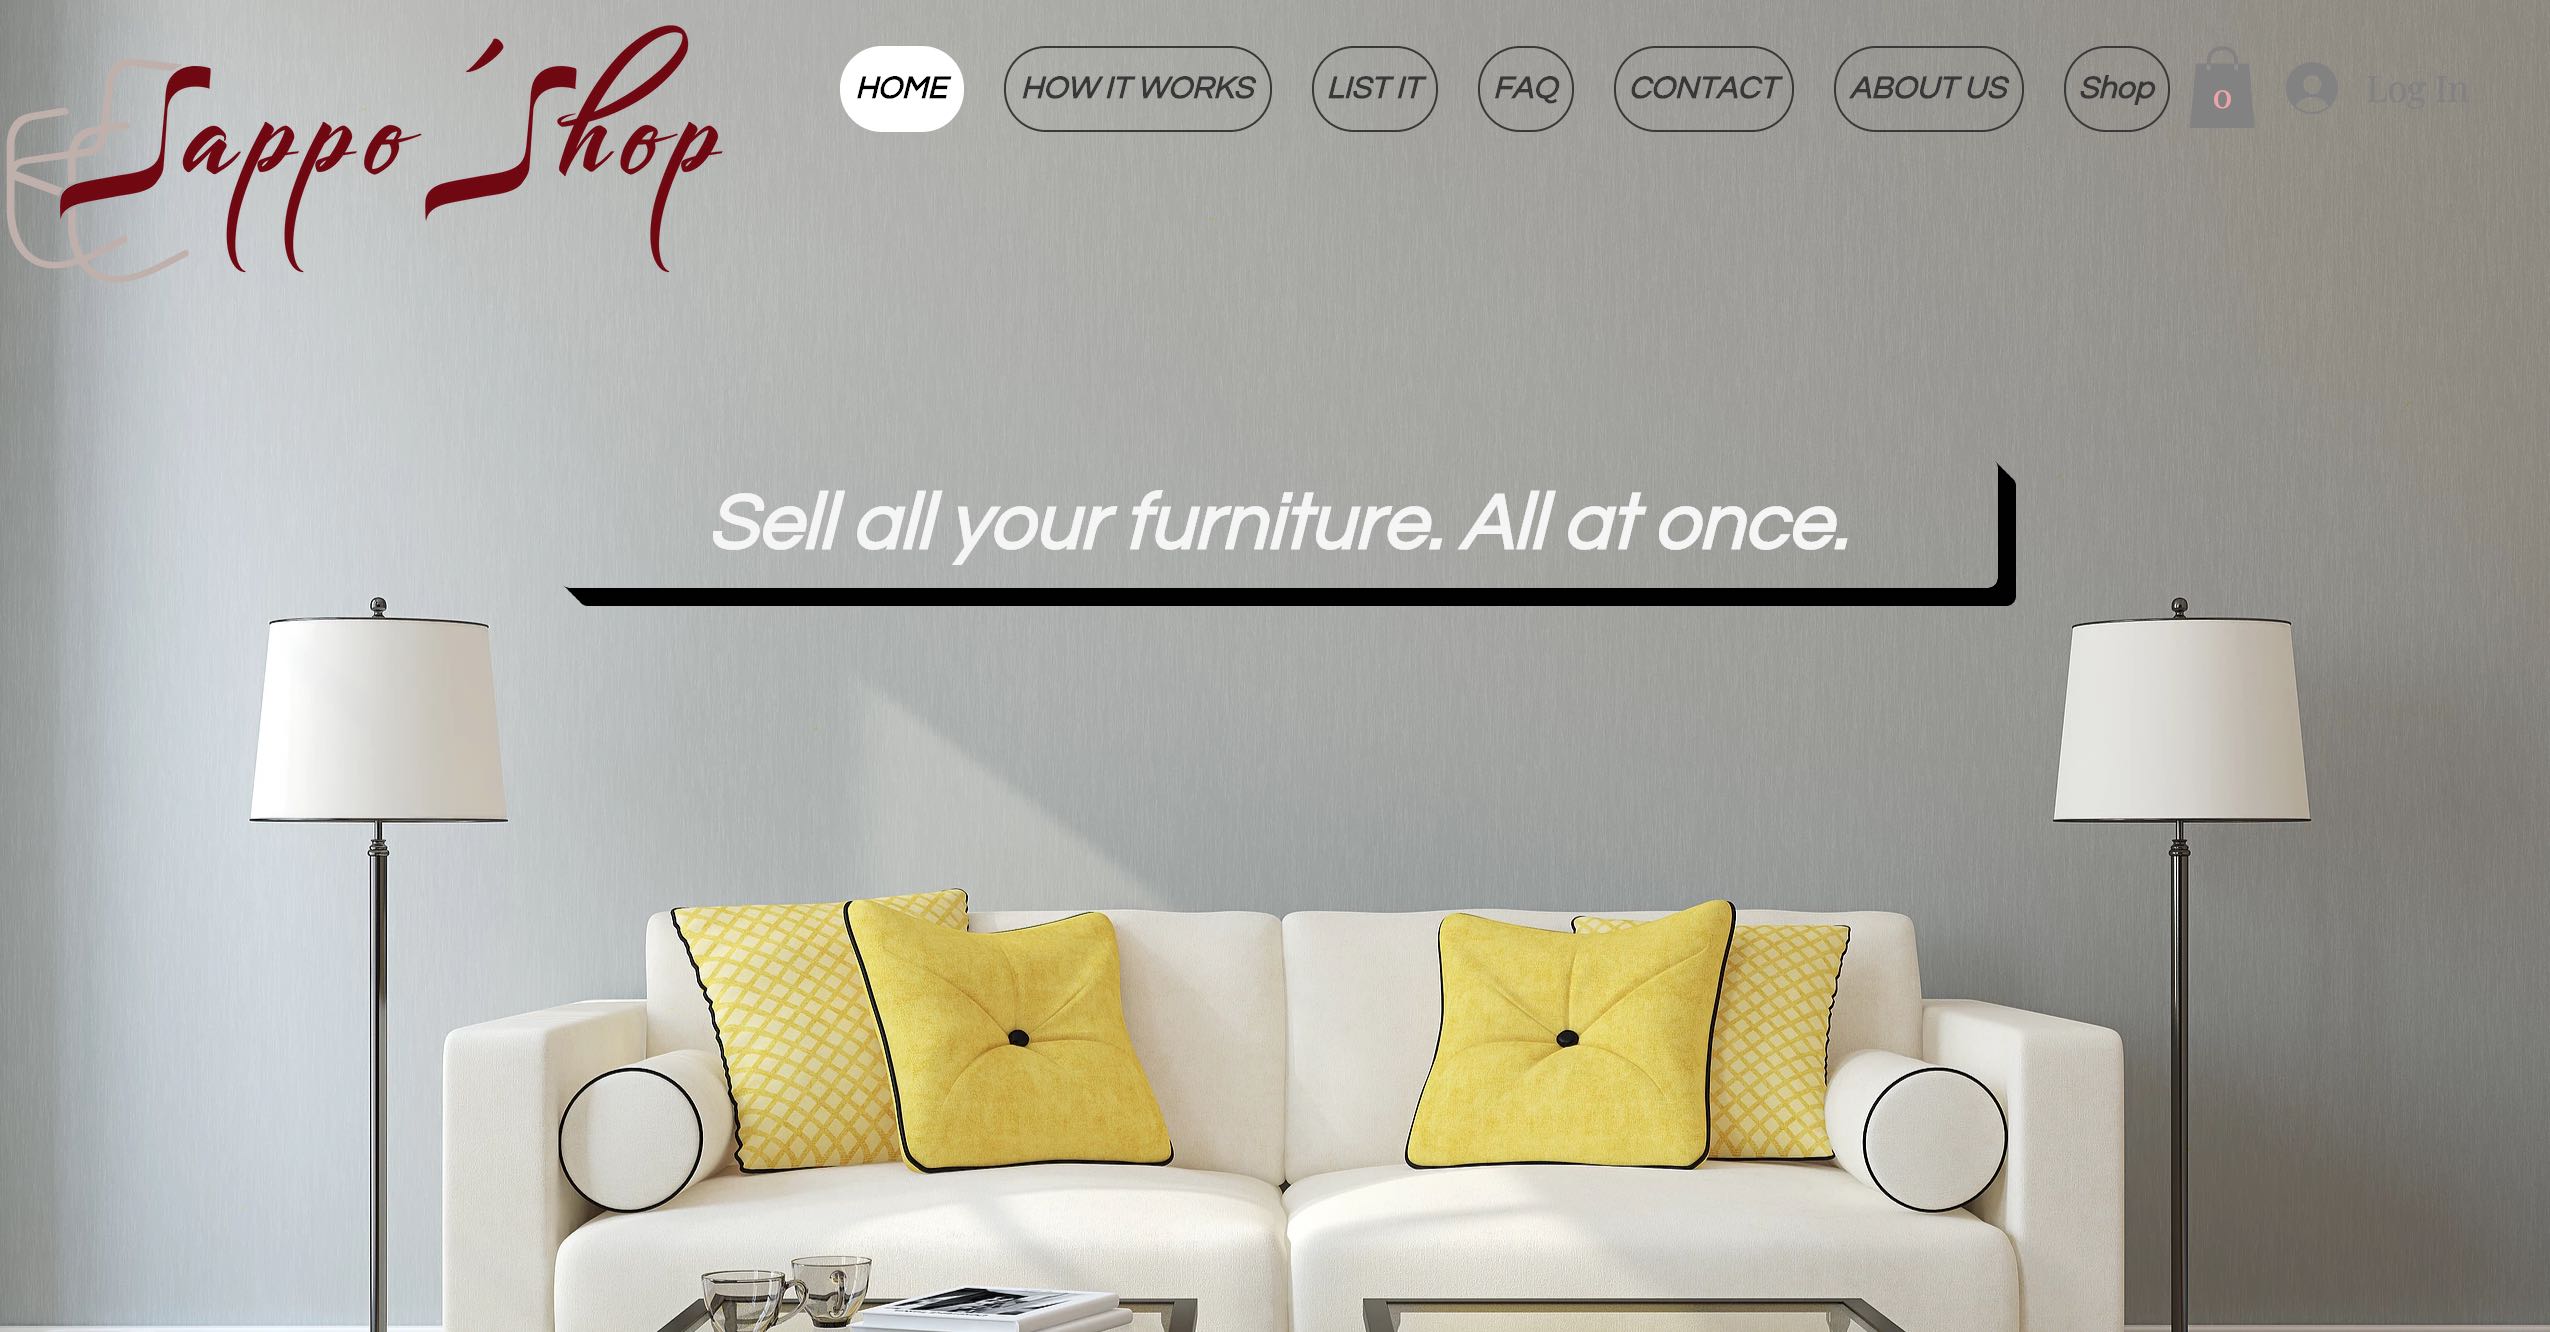 Sappo 'Shop
HOME HOW IT WORKS LIST IT FAQ CONTACT ABOUT US Shop 0 Log In
Sell all your furniture. All at once.